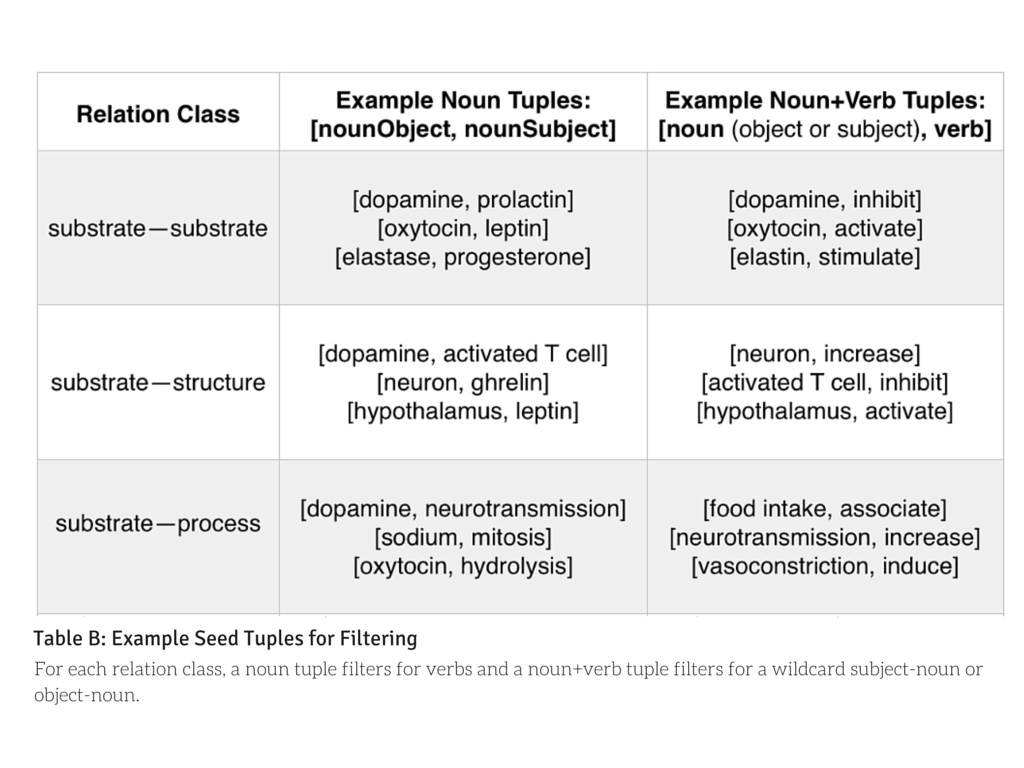 Relation Class
Example Noun Tuples:
[nounObject, nounSubject]
Example Noun+Verb Tuples:
[noun (object or subject), verb]
substrate—substrate
[dopamine, prolactin]
[oxytocin, leptin]
[elastase, progesterone]
[dopamine, inhibit]
[oxytocin, activate]
[elastin, stimulate]
substrate—structure
[dopamine, activated T cell]
[neuron, ghrelin]
[hypothalamus, leptin]
[neuron, increase]
[activated T cell, inhibit]
[hypothalamus, activate]
substrate—process
[dopamine, neurotransmission]
[sodium, mitosis]
[oxytocin, hydrolysis]
[food intake, associate]
[neurotransmission, increase]
[vasoconstriction, induce]
Table B: Example Seed Tuples for Filtering
For each relation class, a noun tuple filters for verbs and a noun+verb tuple filters for a wildcard subject-noun or
object-noun.